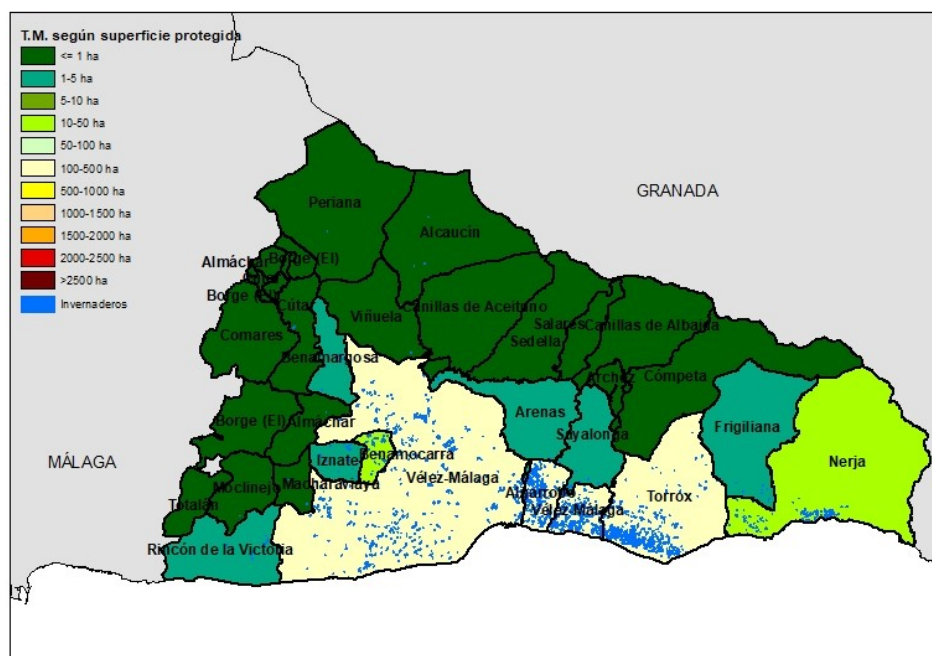 T.M. según superficie protegida
<= 1 ha
1-5 ha
5-10 ha
10-50 ha
50-100 ha
100-500 ha
500-1000 ha
1000-1500 ha
1500-2000 ha
2000-2500 ha
>2500 ha
Invernaderos
GRANADA
MÁLAGA
Periana
Alcaucín
Almáchar
Borge (El)
Borge (El)
Cúta
Comares
Viñuela
Canillas de Aceituno
Salares
Sedella
Canillas de Albaida
Benamargosa
Árchez
Cómpeta
Borge (El)
Almáchar
Arenas
Sayalonga
Frigiliana
Nerja
Iznate
Benamocarra
Vélez-Málaga
Moclinejo
Macharaviaya
Totalán
Algarrobo
Vélez-Málaga
Torróx
Rincón de la Victoria